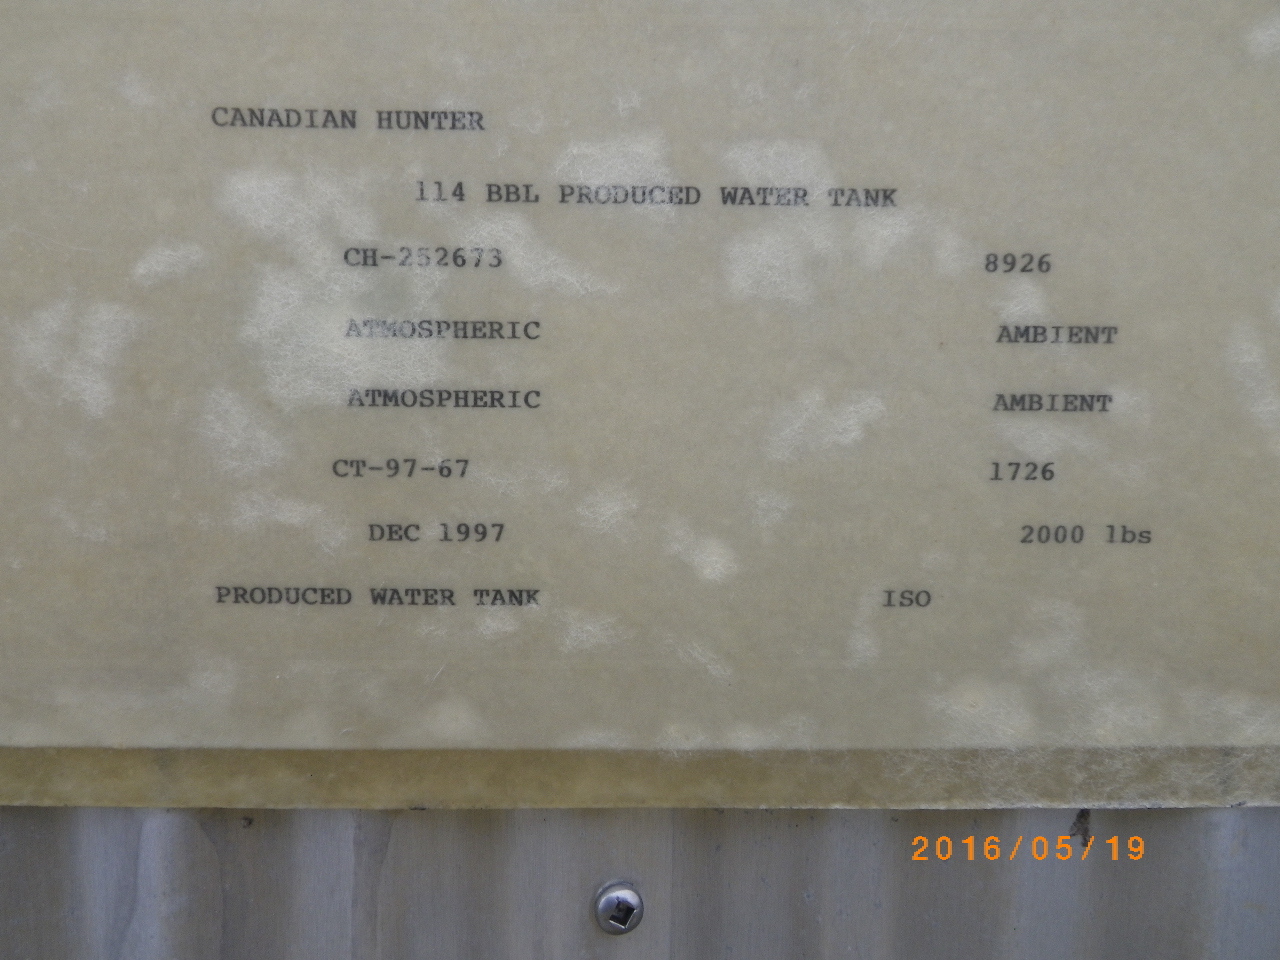 CANADIAN HUNTER
114 BBL PRODUCED WATER TANK
CH-252673 8926
ATMOSPHERIC AMBIENT
ATMOSPHERIC AMBIENT
CT-97-67 1726
DEC 1997 2000 lbs
PRODUCED WATER TANK ISO
2016/05/19